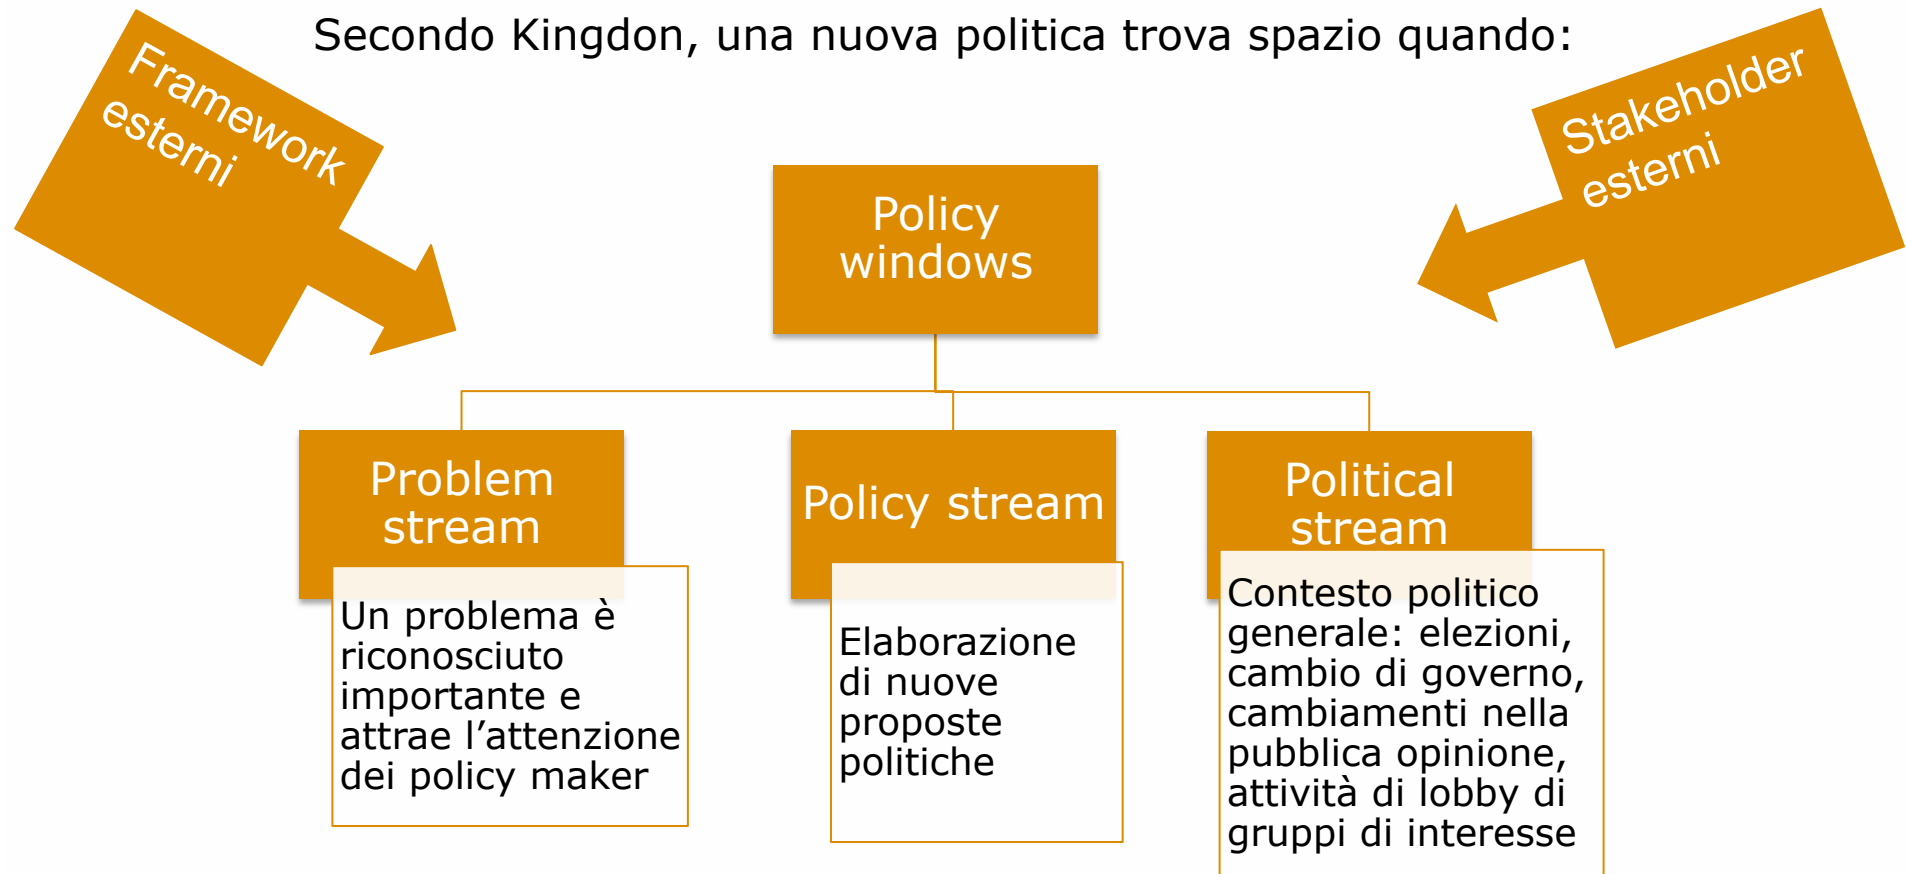 Secondo Kingdon, una nuova politica trova spazio quando:
Framework
esterni
Stakeholder
esterni
Policy
windows
Problem
stream
Un problema è
riconosciuto
importante e
attrae l’attenzione
dei policy maker
Policy stream
Elaborazione
di nuove
proposte
politiche
Political
stream
Contesto politico
generale: elezioni,
cambio di governo,
cambiamenti nella
pubblica opinione,
attività di lobby di
gruppi di interesse